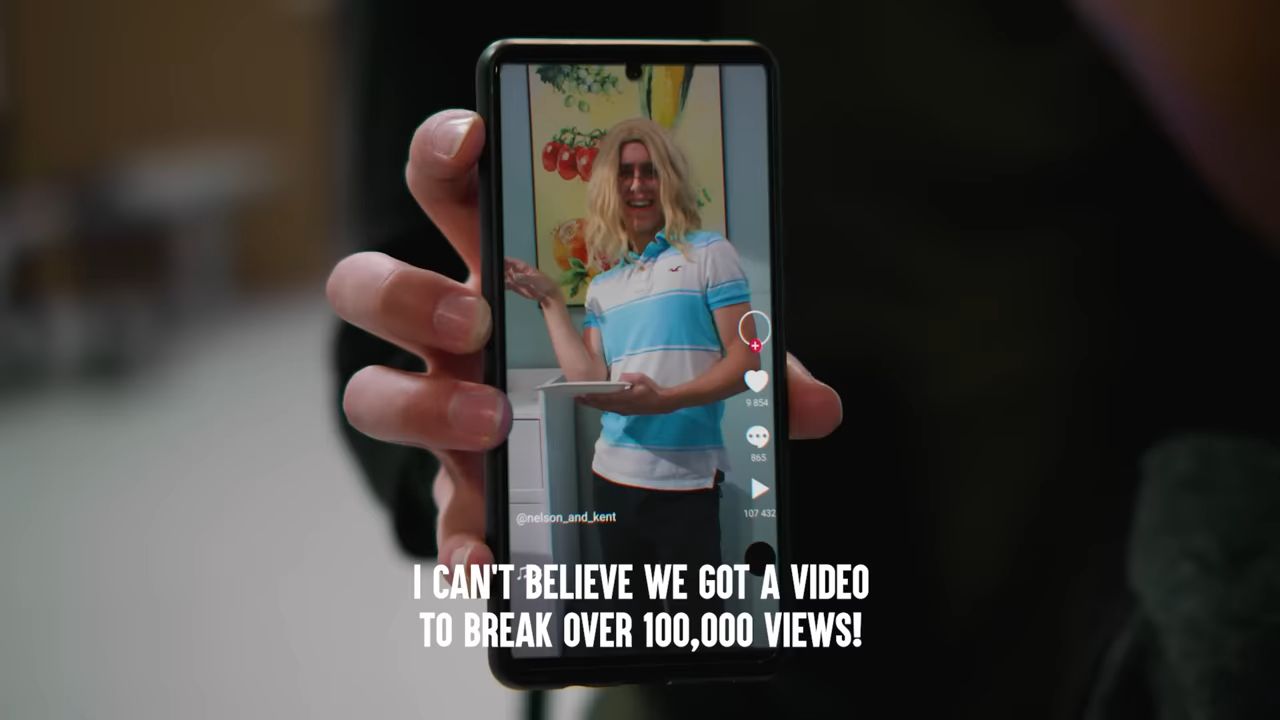 9 854
865
107 432
@nelson_and_kent
I CAN'T BELIEVE WE GOT A VIDEO
TO BREAK OVER 100,000 VIEWS!